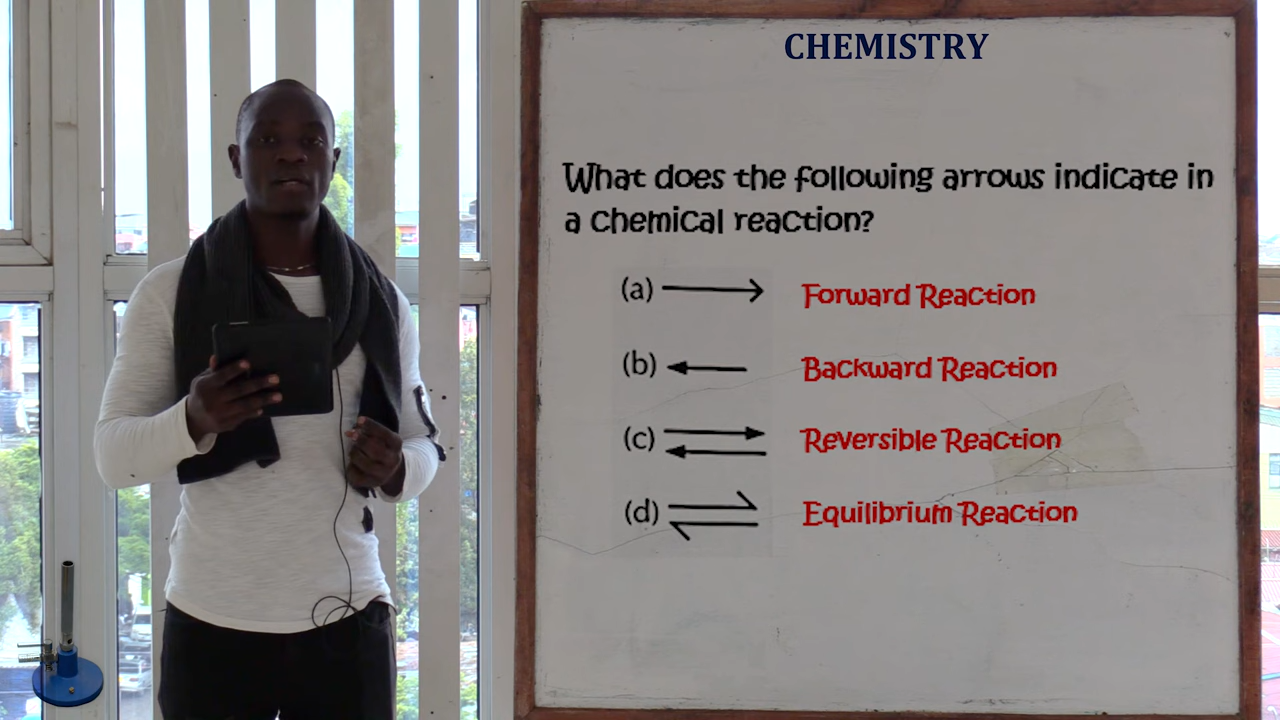 CHEMISTRY
What does the following arrows indicate in
a chemical reaction?
(a) → Forward Reaction
(b) ← Backward Reaction
(c) ⇄ Reversible Reaction
(d) ⇌ Equilibrium Reaction